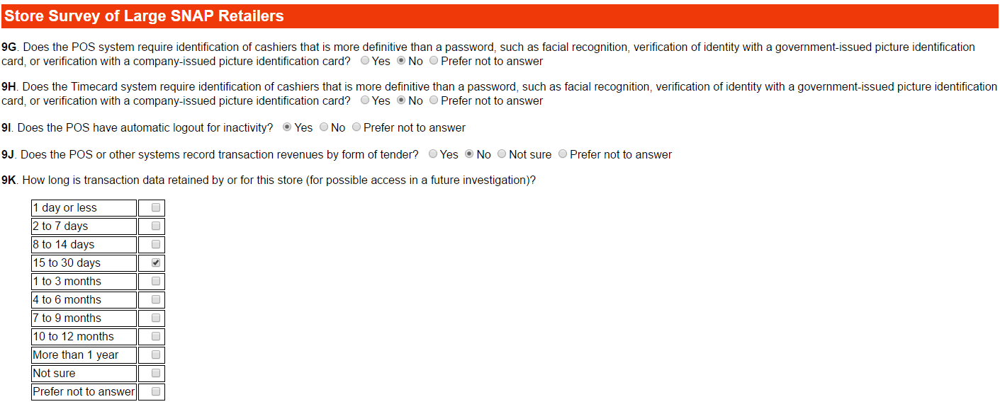 Store Survey of Large SNAP Retailers
9G. Does the POS system require identification of cashiers that is more definitive than a password, such as facial recognition, verification of identity with a government-issued picture identification
card, or verification with a company-issued picture identification card? Yes No Prefer not to answer
9H. Does the Timecard system require identification of cashiers that is more definitive than a password, such as facial recognition, verification of identity with a government-issued picture identification
card, or verification with a company-issued picture identification card? Yes No Prefer not to answer
9I. Does the POS have automatic logout for inactivity? Yes No Prefer not to answer
9J. Does the POS or other systems record transaction revenues by form of tender? Yes No Not sure Prefer not to answer
9K. How long is transaction data retained by or for this store (for possible access in a future investigation)?
1 day or less
2 to 7 days
8 to 14 days
15 to 30 days
1 to 3 months
4 to 6 months
7 to 9 months
10 to 12 months
More than 1 year
Not sure
Prefer not to answer